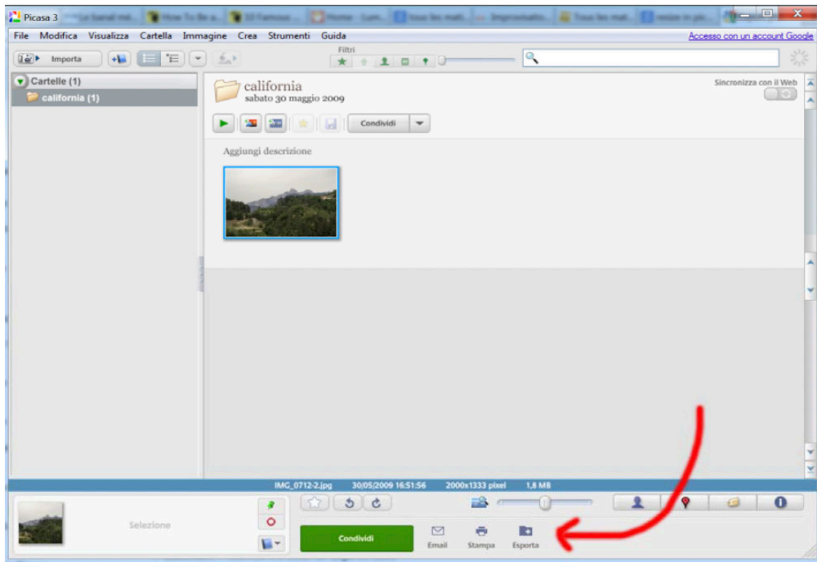 Picasa 3
File Modifica Visualizza Cartella Immagine Crea Strumenti Guida Accesso con un account Google
Importa
Filtri
Cartelle (1)
california (1)
california
sabato 30 maggio 2009
Sincronizza con il Web
Condividi
Aggiungi descrizione
IMG_0712-2.jpg 30/05/2009 16:51:56 2000x1333 pixel 1,8 MB
Selezione
Condividi
Email Stampa Esporta